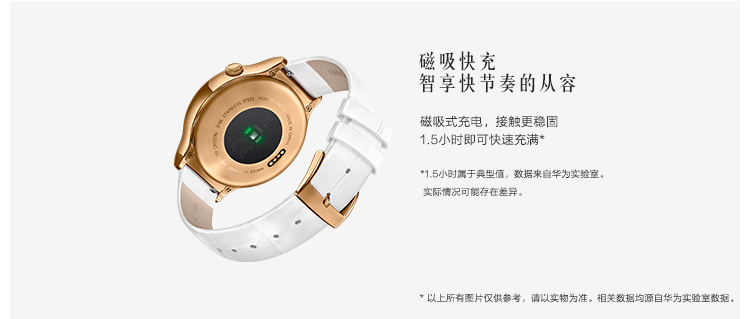 磁吸快充
智享快节奏的从容
磁吸式充电，接触更稳固
1.5小时即可快速充满*
*1.5小时属于典型值，数据来自华为实验室。
实际情况可能存在差异。
* 以上所有图片仅供参考，请以实物为准。相关数据均源自华为实验室数据。
CRYSTAL 316L STAINLESS STEEL